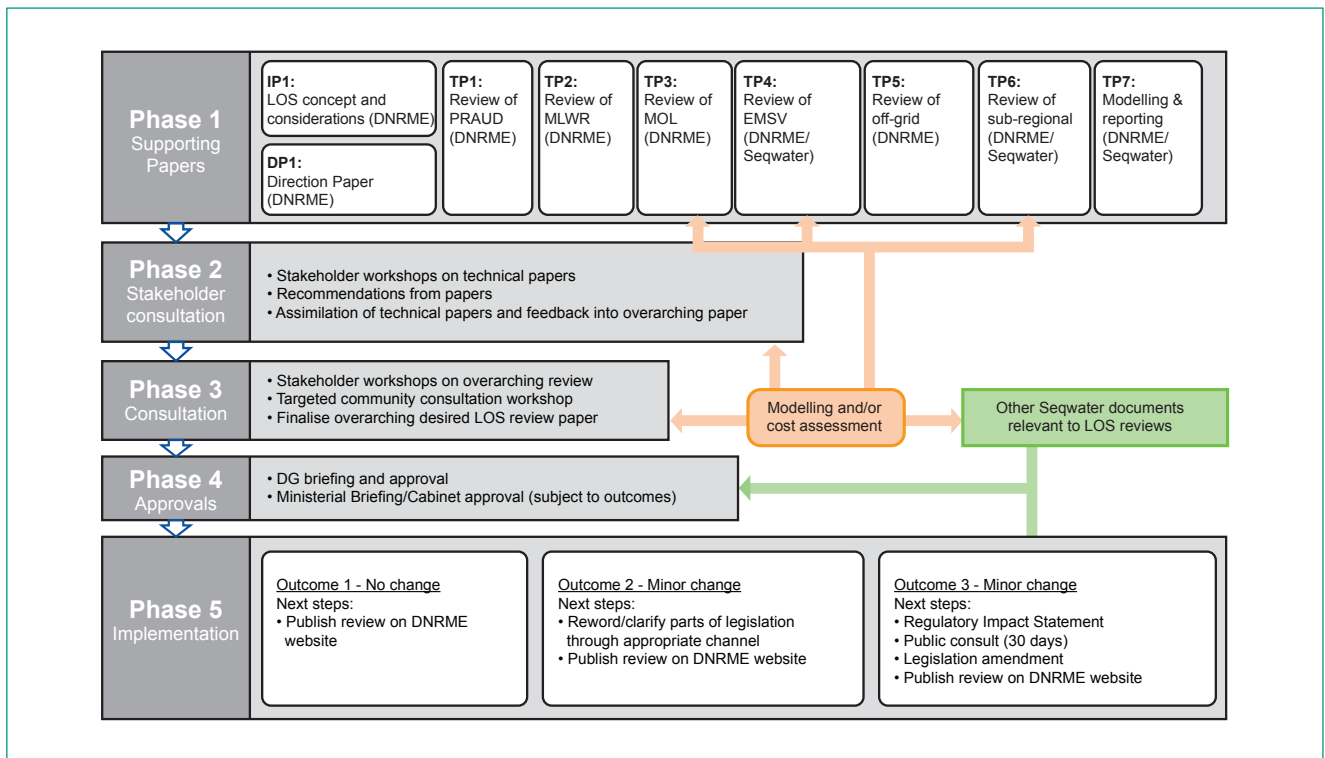 Phase 1
Supporting
Papers
IP1:
LOS concept and
considerations (DNRME)
DP1:
Direction Paper
(DNRME)
TP1:
Review of
PRAUD
(DNRME)
TP2:
Review of
MLWR
(DNRME)
TP3:
Review of
MOL
(DNRME)
TP4:
Review of
EMSV
(DNRME/
Seqwater)
TP5:
Review of
off-grid
(DNRME)
TP6:
Review of
sub-regional
(DNRME/
Seqwater)
TP7:
Modelling &
reporting
(DNRME/
Seqwater)
Phase 2
Stakeholder
consultation
• Stakeholder workshops on technical papers
• Recommendations from papers
• Assimilation of technical papers and feedback into overarching paper
Phase 3
Consultation
• Stakeholder workshops on overarching review
• Targeted community consultation workshop
• Finalise overarching desired LOS review paper
Modelling and/or
cost assessment
Other Seqwater documents
relevant to LOS reviews
Phase 4
Approvals
• DG briefing and approval
• Ministerial Briefing/Cabinet approval (subject to outcomes)
Phase 5
Implementation
Outcome 1 - No change
Next steps:
• Publish review on DNRME
website
Outcome 2 - Minor change
Next steps:
• Reword/clarify parts of legislation
through appropriate channel
• Publish review on DNRME website
Outcome 3 - Minor change
Next steps:
• Regulatory Impact Statement
• Public consult (30 days)
• Legislation amendment
• Publish review on DNRME website